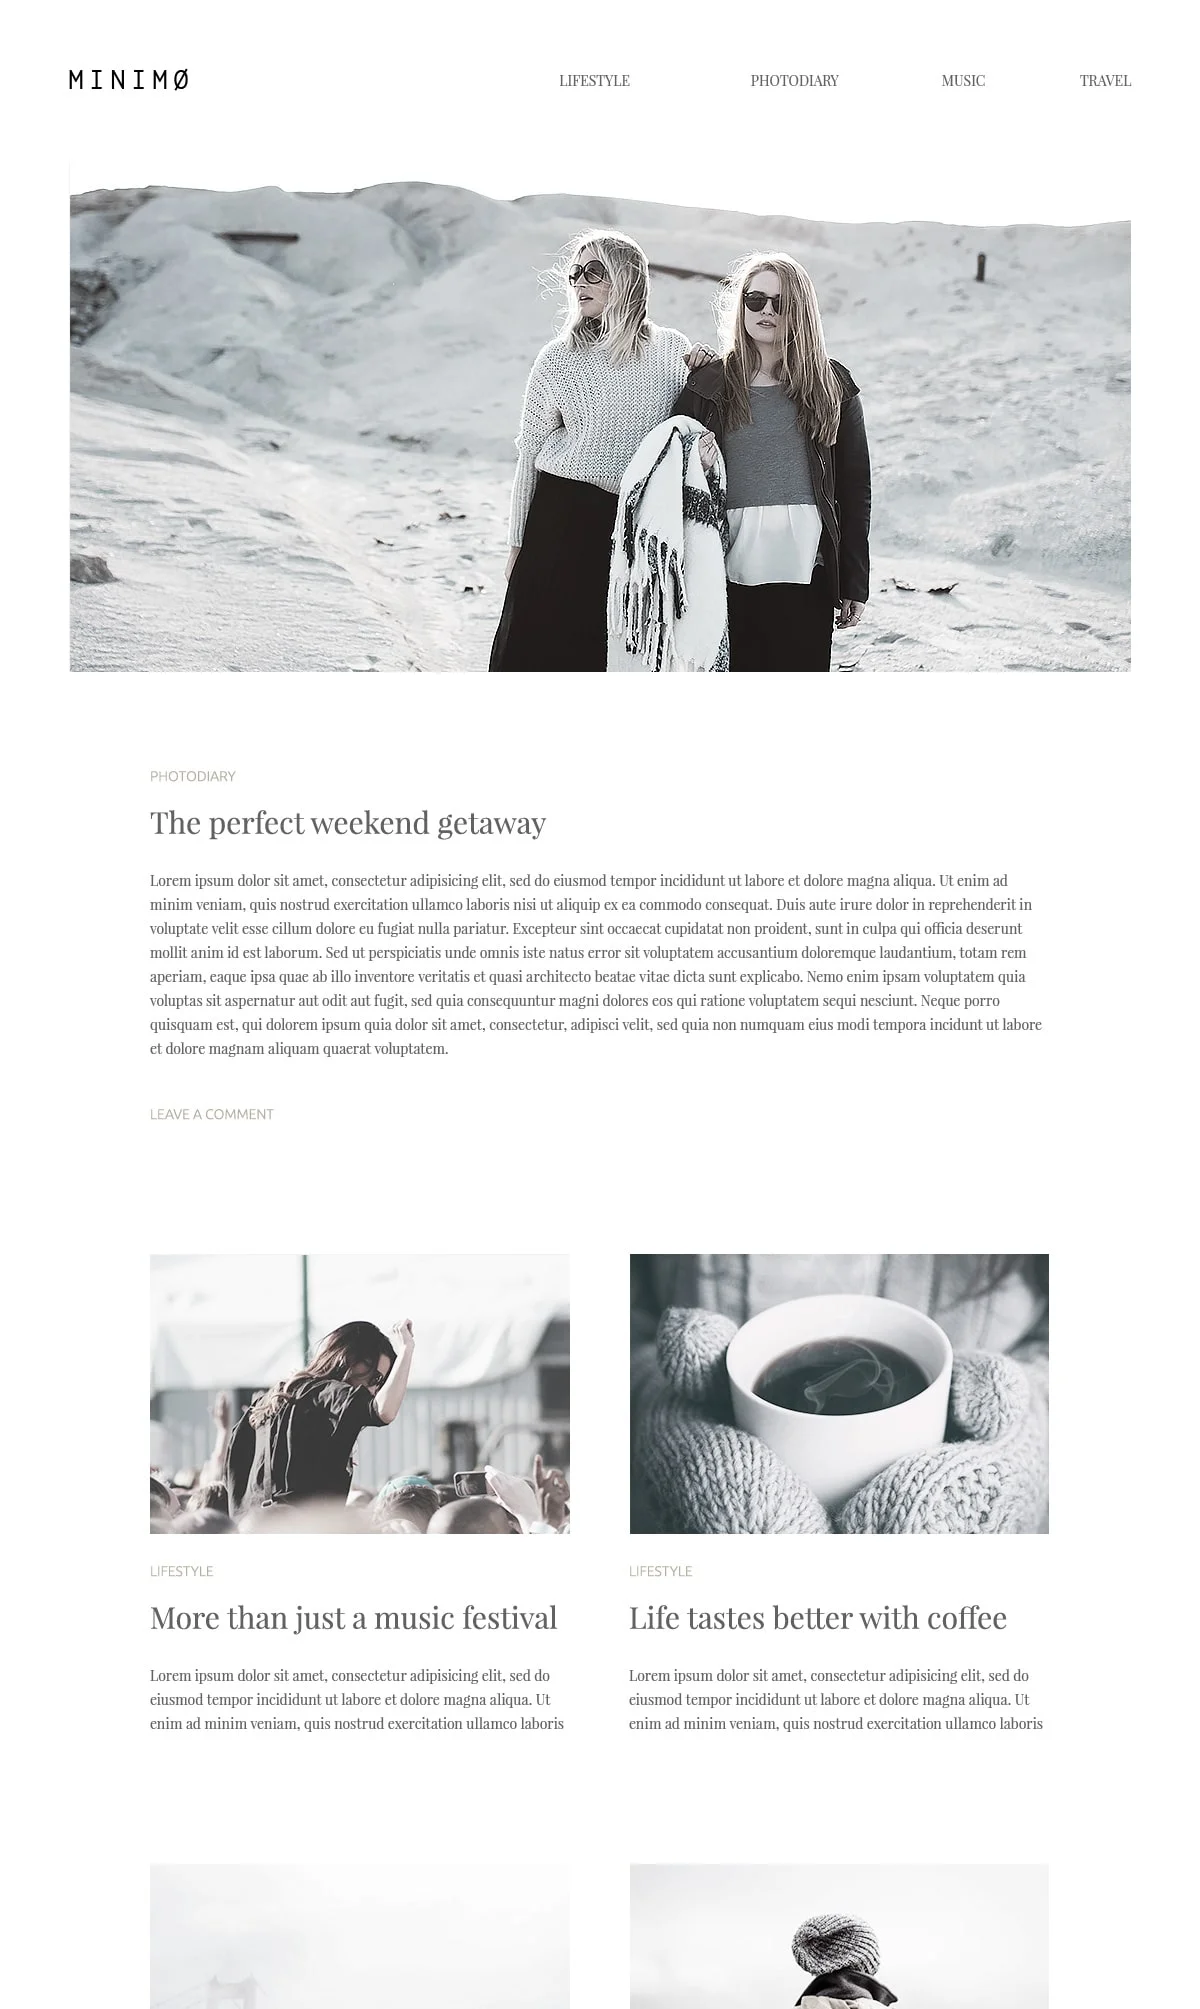 MINIMØ
LIFESTYLE
PHOTODIARY
MUSIC
TRAVEL
PHOTODIARY
The perfect weekend getaway
Lorem ipsum dolor sit amet, consectetur adipisicing elit, sed do eiusmod tempor incididunt ut labore et dolore magna aliqua. Ut enim ad
minim veniam, quis nostrud exercitation ullamco laboris nisi ut aliquip ex ea commodo consequat. Duis aute irure dolor in reprehenderit in
voluptate velit esse cillum dolore eu fugiat nulla pariatur. Excepteur sint occaecat cupidatat non proident, sunt in culpa qui officia deserunt
mollit anim id est laborum. Sed ut perspiciatis unde omnis iste natus error sit voluptatem accusantium doloremque laudantium, totam rem
aperiam, eaque ipsa quae ab illo inventore veritatis et quasi architecto beatae vitae dicta sunt explicabo. Nemo enim ipsam voluptatem quia
voluptas sit aspernatur aut odit aut fugit, sed quia consequuntur magni dolores eos qui ratione voluptatem sequi nesciunt. Neque porro
quisquam est, qui dolorem ipsum quia dolor sit amet, consectetur, adipisci velit, sed quia non numquam eius modi tempora incidunt ut labore
et dolore magnam aliquam quaerat voluptatem.
LEAVE A COMMENT
LIFESTYLE
More than just a music festival
Lorem ipsum dolor sit amet, consectetur adipisicing elit, sed do
eiusmod tempor incididunt ut labore et dolore magna aliqua. Ut
enim ad minim veniam, quis nostrud exercitation ullamco laboris
LIFESTYLE
Life tastes better with coffee
Lorem ipsum dolor sit amet, consectetur adipisicing elit, sed do
eiusmod tempor incididunt ut labore et dolore magna aliqua. Ut
enim ad minim veniam, quis nostrud exercitation ullamco laboris